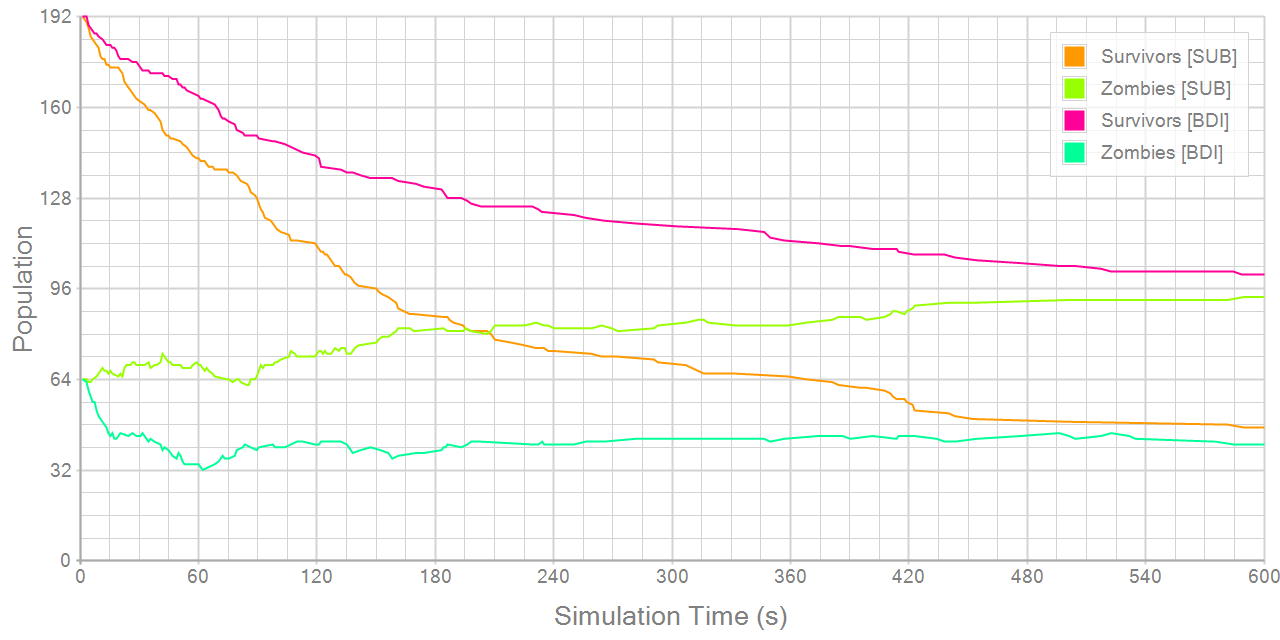 192
160
128
96
64
32
0
Population
Survivors [SUB]
Zombies [SUB]
Survivors [BDI]
Zombies [BDI]
0 60 120 180 240 300 360 420 480 540 600
Simulation Time (s)